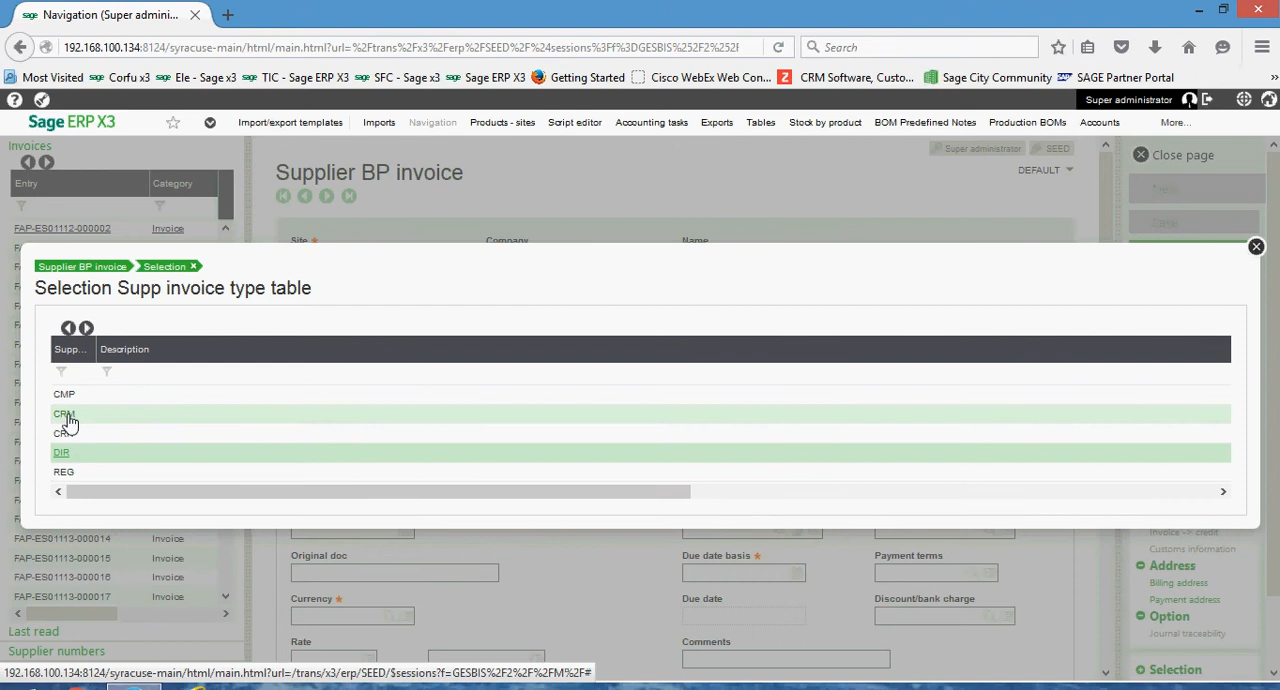 sage Navigation (Super admini... × +
192.168.100.134:8124/syracuse-main/html/main.html?url=%2Ftrans%2Fx3%2Ferp%2FSEED%2F%24sessions%3Ff%3DGESBIS%252F2%252F Search
Most Visited sage Corfu x3 sage Ele - Sage x3 sage TIC - Sage ERP X3 sage SFC - Sage x3 sage Sage ERP X3 Getting Started Cisco WebEx Web Con... Z CRM Software, Custo... Sage City Community SAP SAGE Partner Portal »
? Super administrator
Sage ERP X3 Import/export templates Imports Navigation Products - sites Script editor Accounting tasks Exports Tables Stock by product BOM Predefined Notes Production BOMs Accounts More...
Invoices Super administrator SEED Close page
Entry Category Supplier BP invoice DEFAULT
Save
FAP-ES01112-000002 Invoice
Site * Company Name
Supplier BP invoice Selection ×
Selection Supp invoice type table
Supp... Description
CMP
CRM
DIR
REG
FAP-ES01113-000014 Invoice
FAP-ES01113-000015 Invoice
FAP-ES01113-000016 Invoice
FAP-ES01113-000017 Invoice
Original doc Due date basis * Payment terms
Currency * Due date Discount/bank charge
Rate Comments
Customs information
Address
Billing address
Payment address
Option
Journal traceability
Selection
Last read
Supplier numbers
192.168.100.134:8124/syracuse-main/html/main.html?url=/trans/x3/erp/SEED/$sessions?f=GESBIS%2F2%2F%2FM%2F#